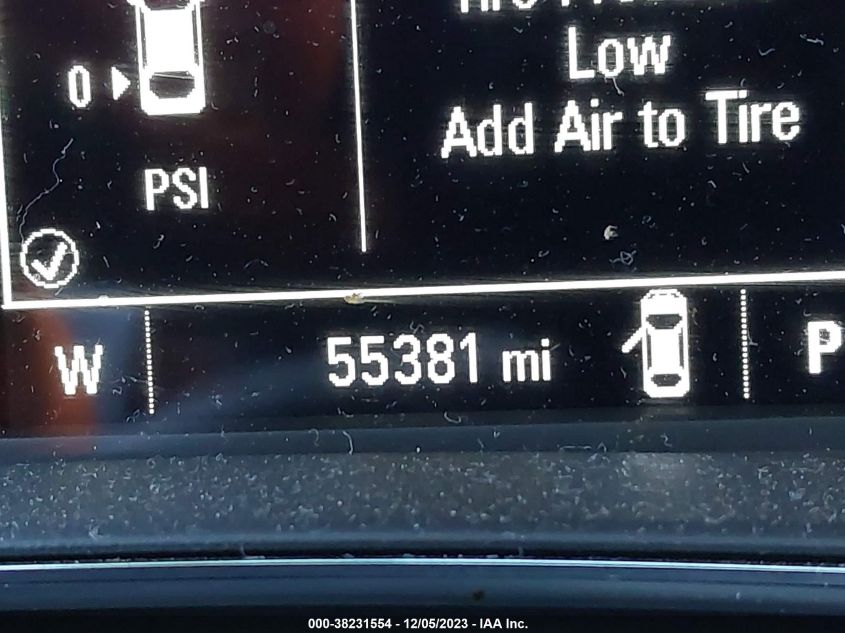 Low
0
Add Air to Tire
PSI
W 55381 mi P
000-38231554 - 12/05/2023 - IAA Inc.